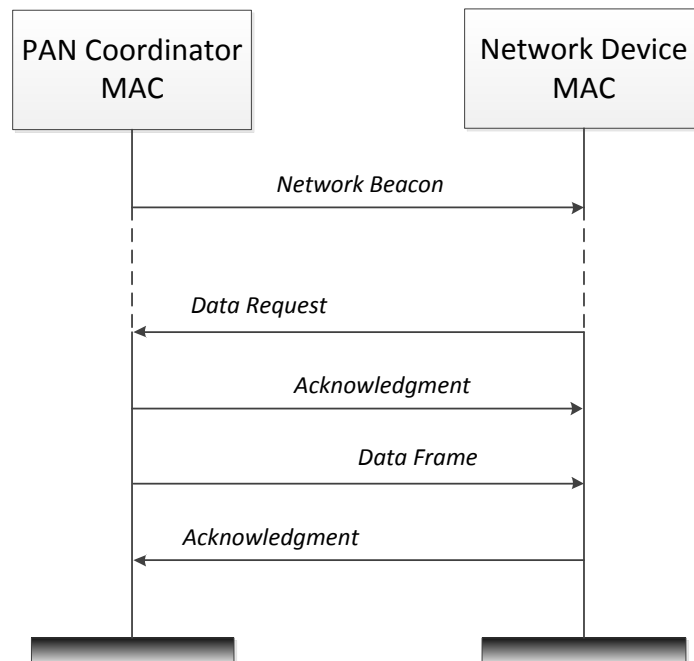 PAN Coordinator
MAC
Network Device
MAC
Network Beacon
Data Request
Acknowledgment
Data Frame
Acknowledgment